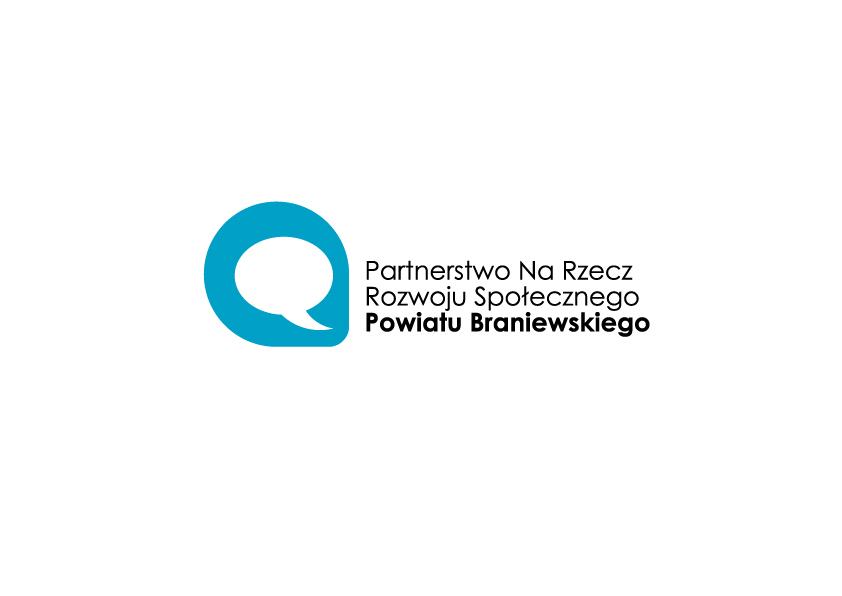 Partnerstwo Na Rzecz
Rozwoju Społecznego
Powiatu Braniewskiego